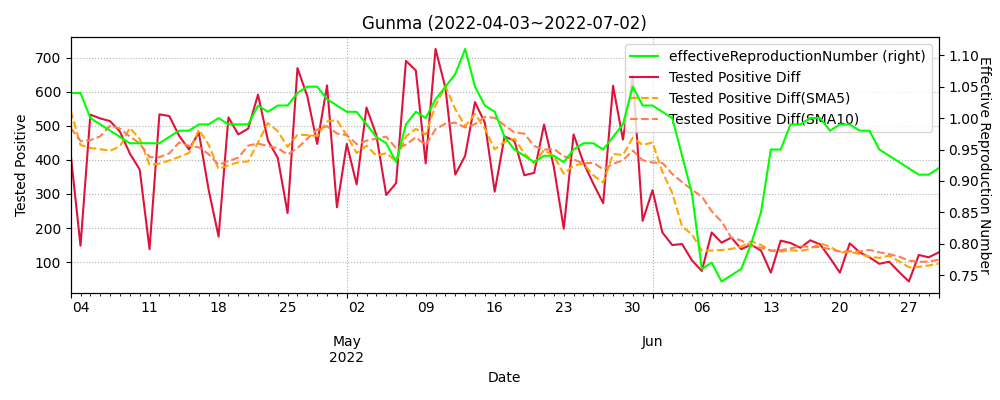 Gunma (2022-04-03~2022-07-02)
effectiveReproductionNumber (right)
Tested Positive Diff
Tested Positive Diff(SMA5)
Tested Positive Diff(SMA10)
Tested Positive
700
600
500
400
300
200
100
1.10
1.05
1.00
0.95
0.90
0.85
0.80
0.75
Effective Reproduction Number
04 11 18 25 02 09 16 23 30 06 13 20 27
May Jun
2022
Date